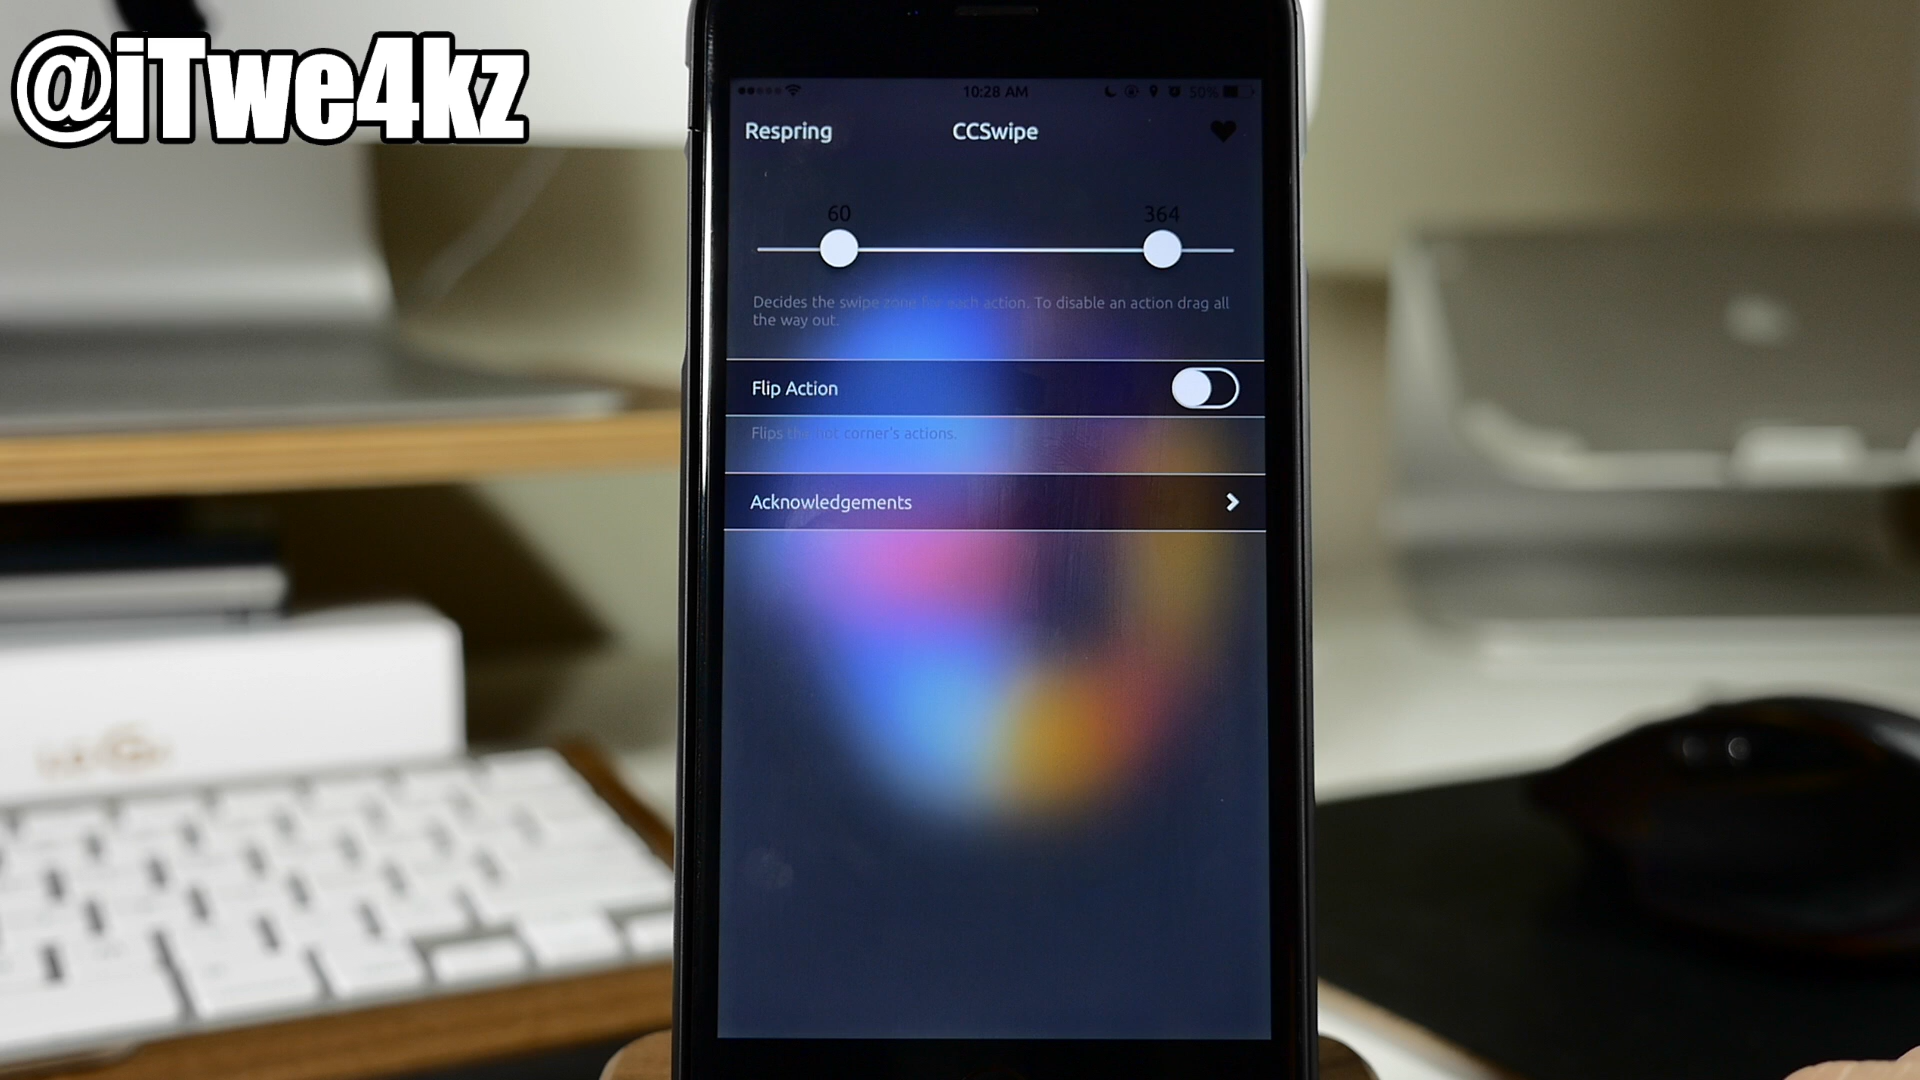 @iTwe4kz
10:28 AM
50%
Respring
CCSwipe
60
364
Decides the swipe zone for each action. To disable an action drag all
the way out.
Flip Action
Flips the hot corner's actions.
Acknowledgements